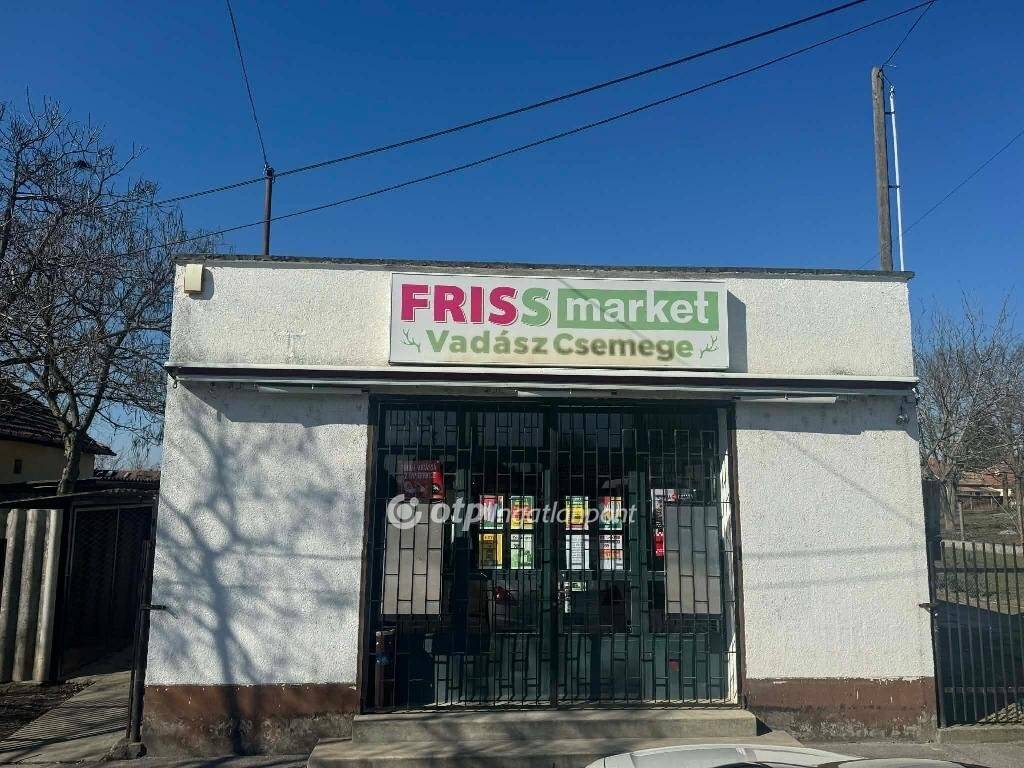 FRISS market
Vadász Csemege
otpIngatlanpont